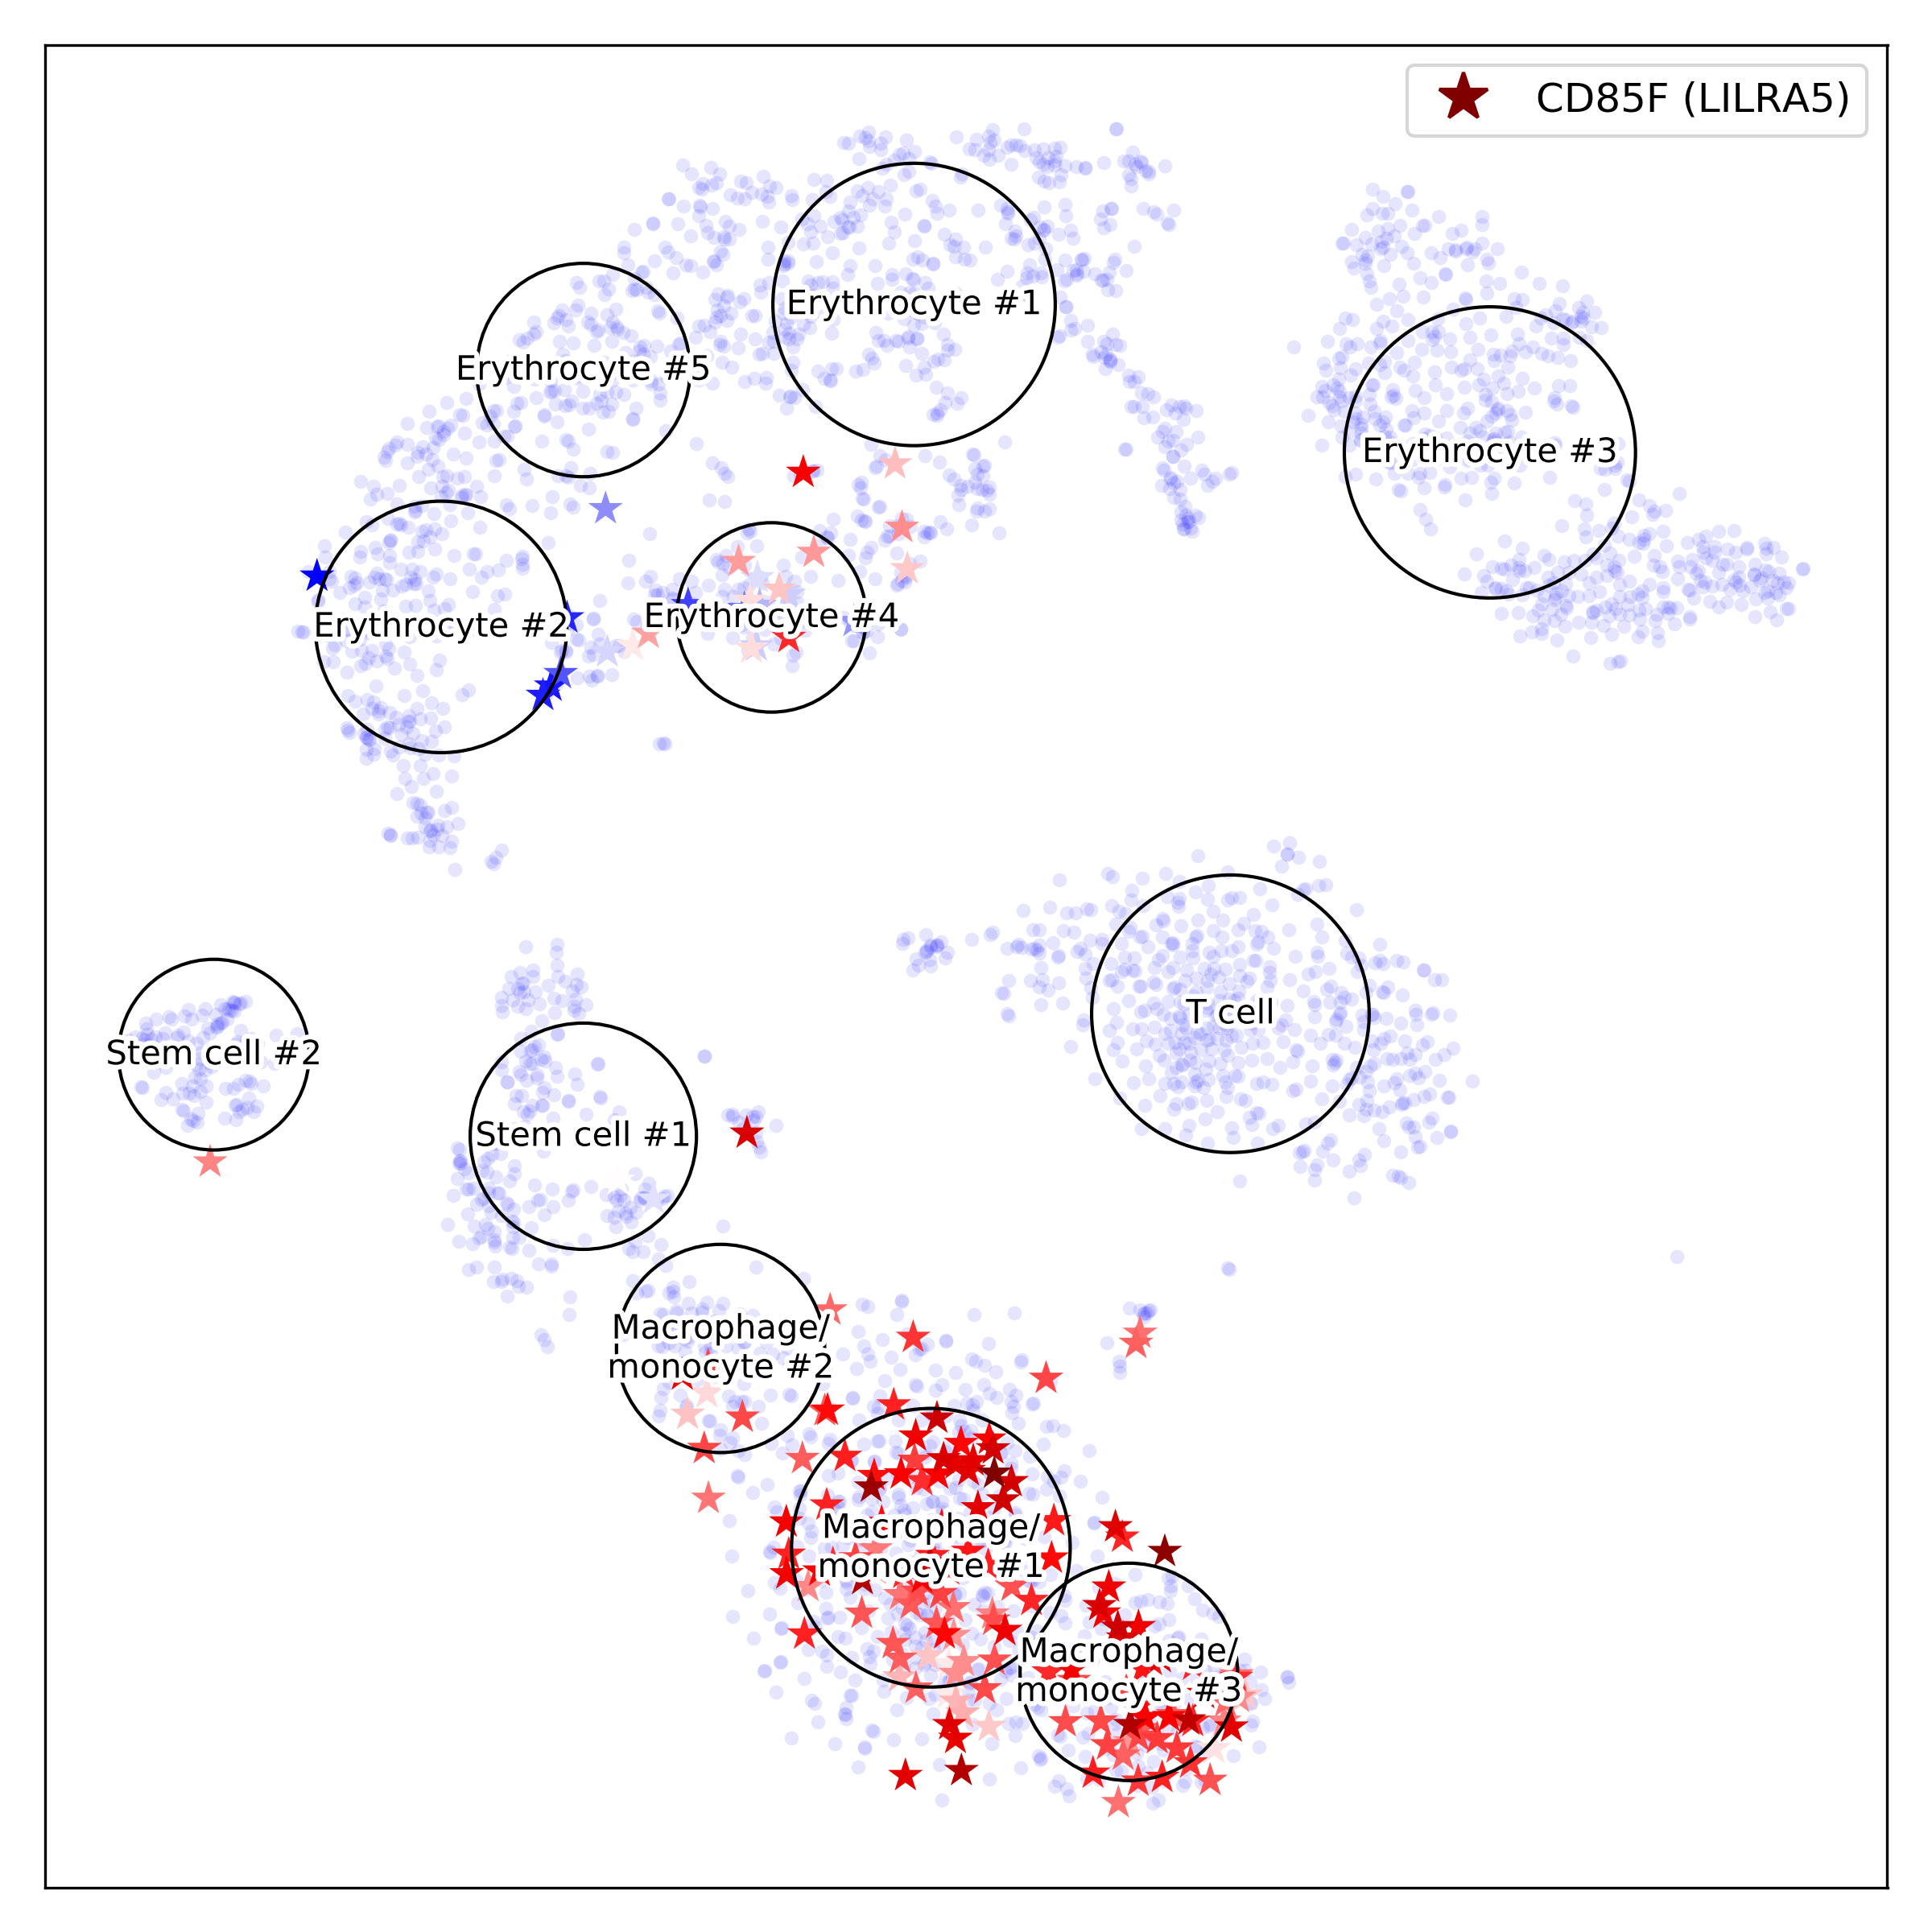 CD85F (LILRA5)
Erythrocyte #1
Erythrocyte #5
Erythrocyte #3
Erythrocyte #4
Erythrocyte #2
T cell
Stem cell #2
Stem cell #1
Macrophage/
monocyte #2
Macrophage/
monocyte #1
Macrophage/
monocyte #3